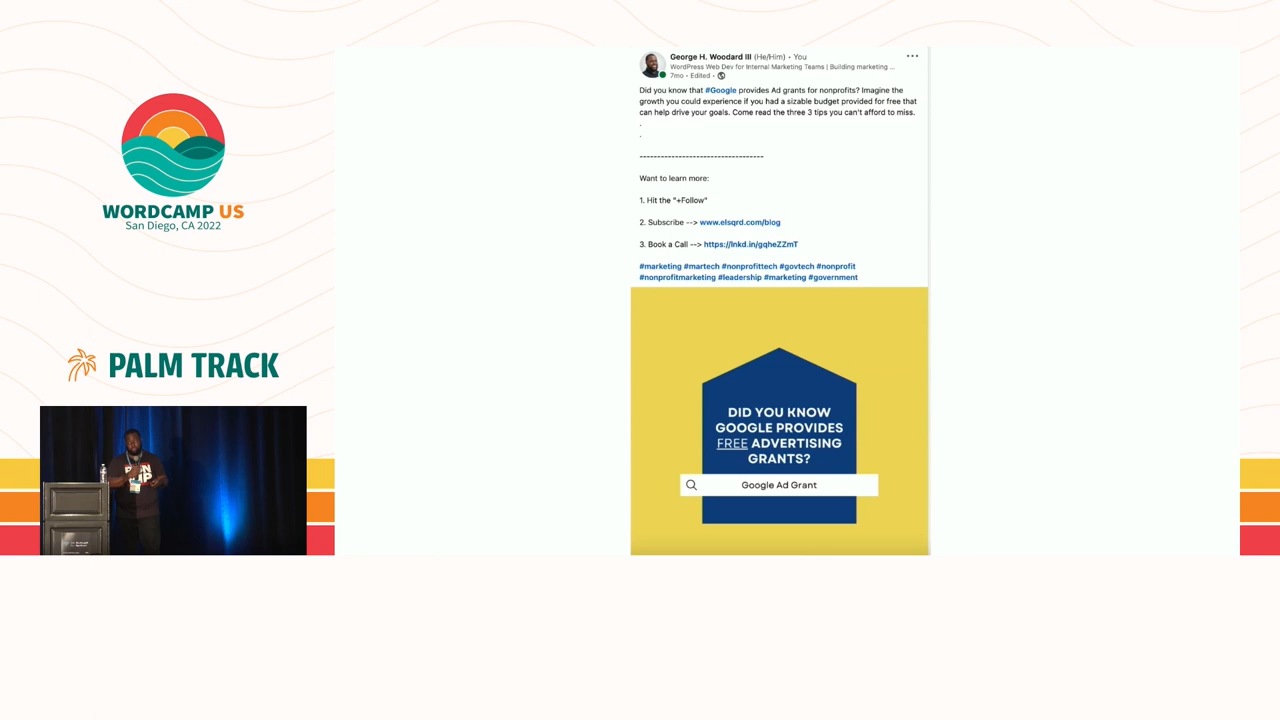 WORDCAMP US
San Diego, CA 2022
PALM TRACK
George H. Woodard III (He/Him) • You
WordPress Web Dev for Internal Marketing Teams | Building marketing ...
7mo • Edited •
Did you know that #Google provides Ad grants for nonprofits? Imagine the
growth you could experience if you had a sizable budget provided for free that
can help drive your goals. Come read the three 3 tips you can't afford to miss.
.
.
-----------------------------------
Want to learn more:
1. Hit the "+Follow"
2. Subscribe --> www.elsqrd.com/blog
3. Book a Call --> https://lnkd.in/gqheZZmT
#marketing #martech #nonprofittech #govtech #nonprofit
#nonprofitmarketing #leadership #marketing #government
DID YOU KNOW
GOOGLE PROVIDES
FREE ADVERTISING
GRANTS?
Google Ad Grant